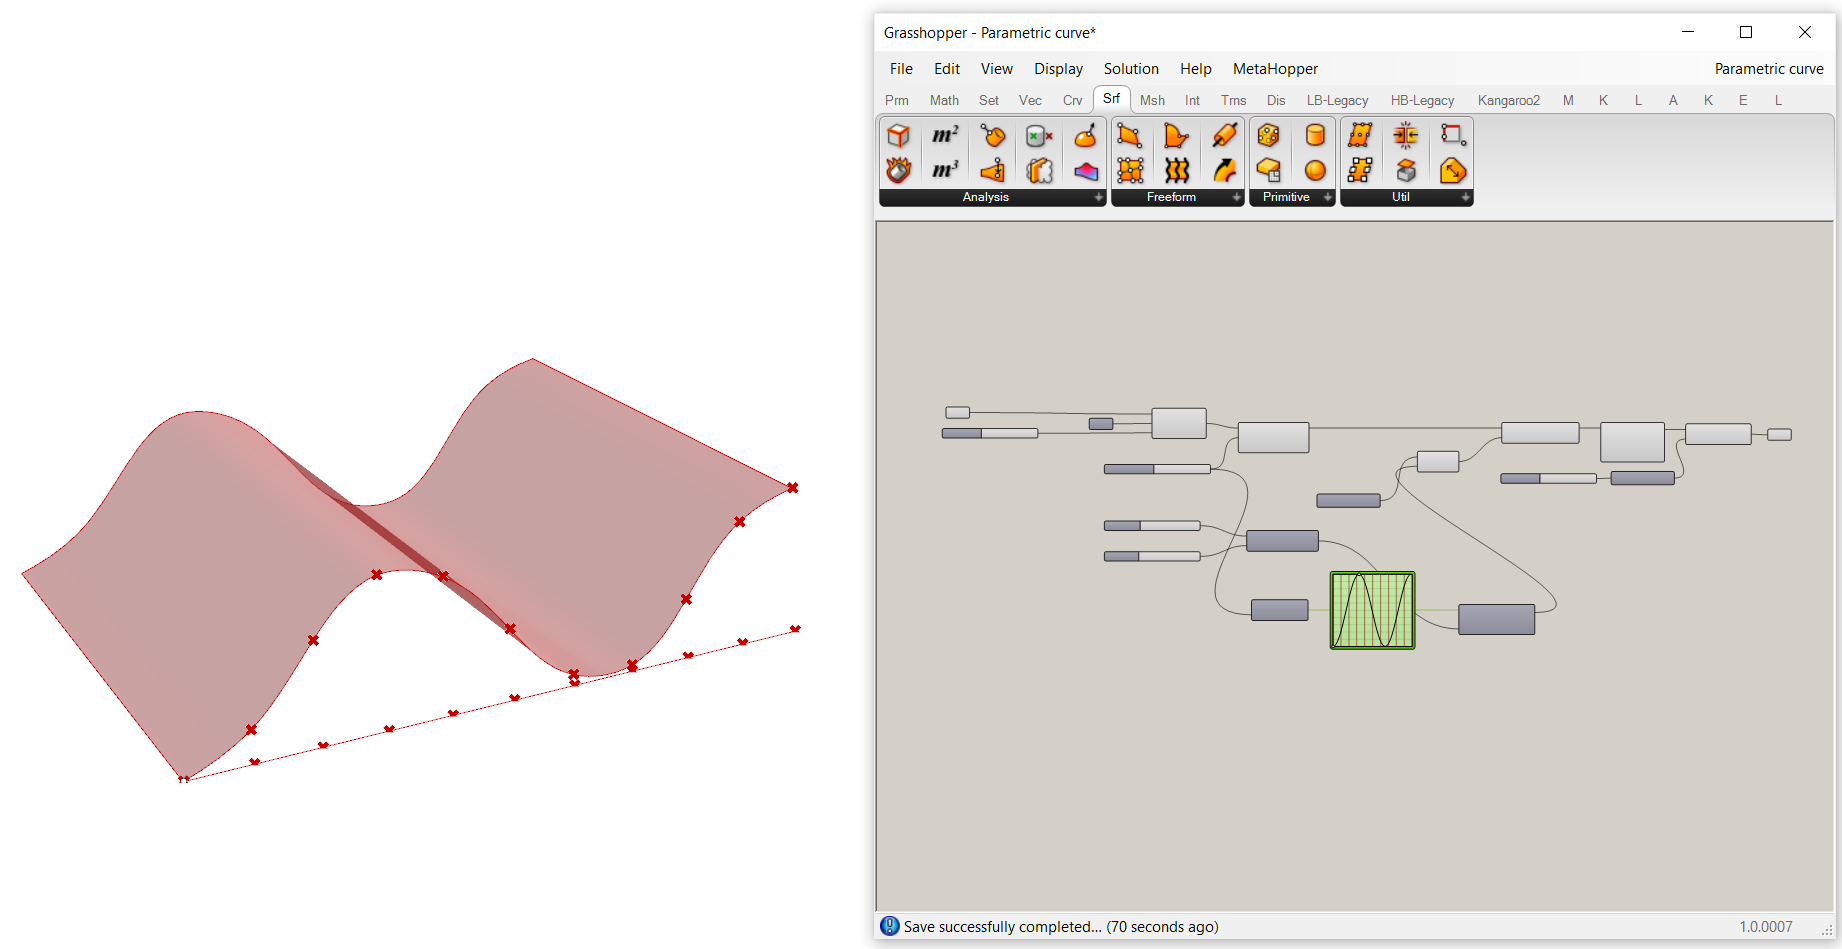 Grasshopper - Parametric curve*
File Edit View Display Solution Help MetaHopper Parametric curve
Prm Math Set Vec Crv Srf Msh Int Trns Dis LB-Legacy HB-Legacy Kangaroo2 M K L A K E L
m²
m³
Analysis Freeform Primitive Util
Save successfully completed... (70 seconds ago) 1.0.0007